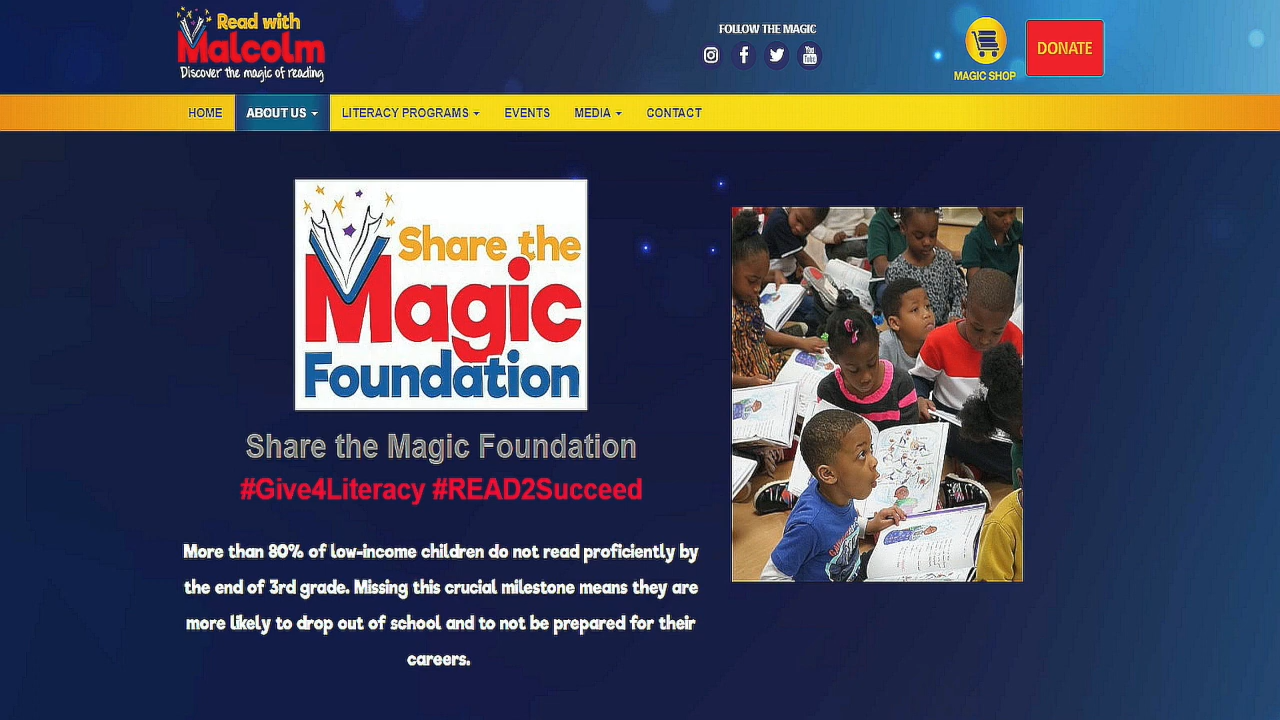 Read with
Malcolm
Discover the magic of reading
FOLLOW THE MAGIC
MAGIC SHOP
DONATE
HOME
ABOUT US
LITERACY PROGRAMS
EVENTS
MEDIA
CONTACT
Share the
Magic
Foundation
Share the Magic Foundation
#Give4Literacy #READ2Succeed
More than 80% of low-income children do not read proficiently by
the end of 3rd grade. Missing this crucial milestone means they are
more likely to drop out of school and to not be prepared for their
careers.